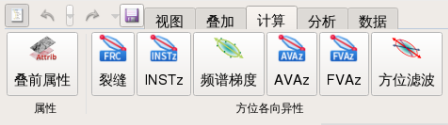 视图 叠加 计算 分析 数据
Attrib FRC INSTz AVAz FVAz
叠前属性 裂缝 INSTz 频谱梯度 AVAz FVAz 方位滤波
属性 方位各向异性